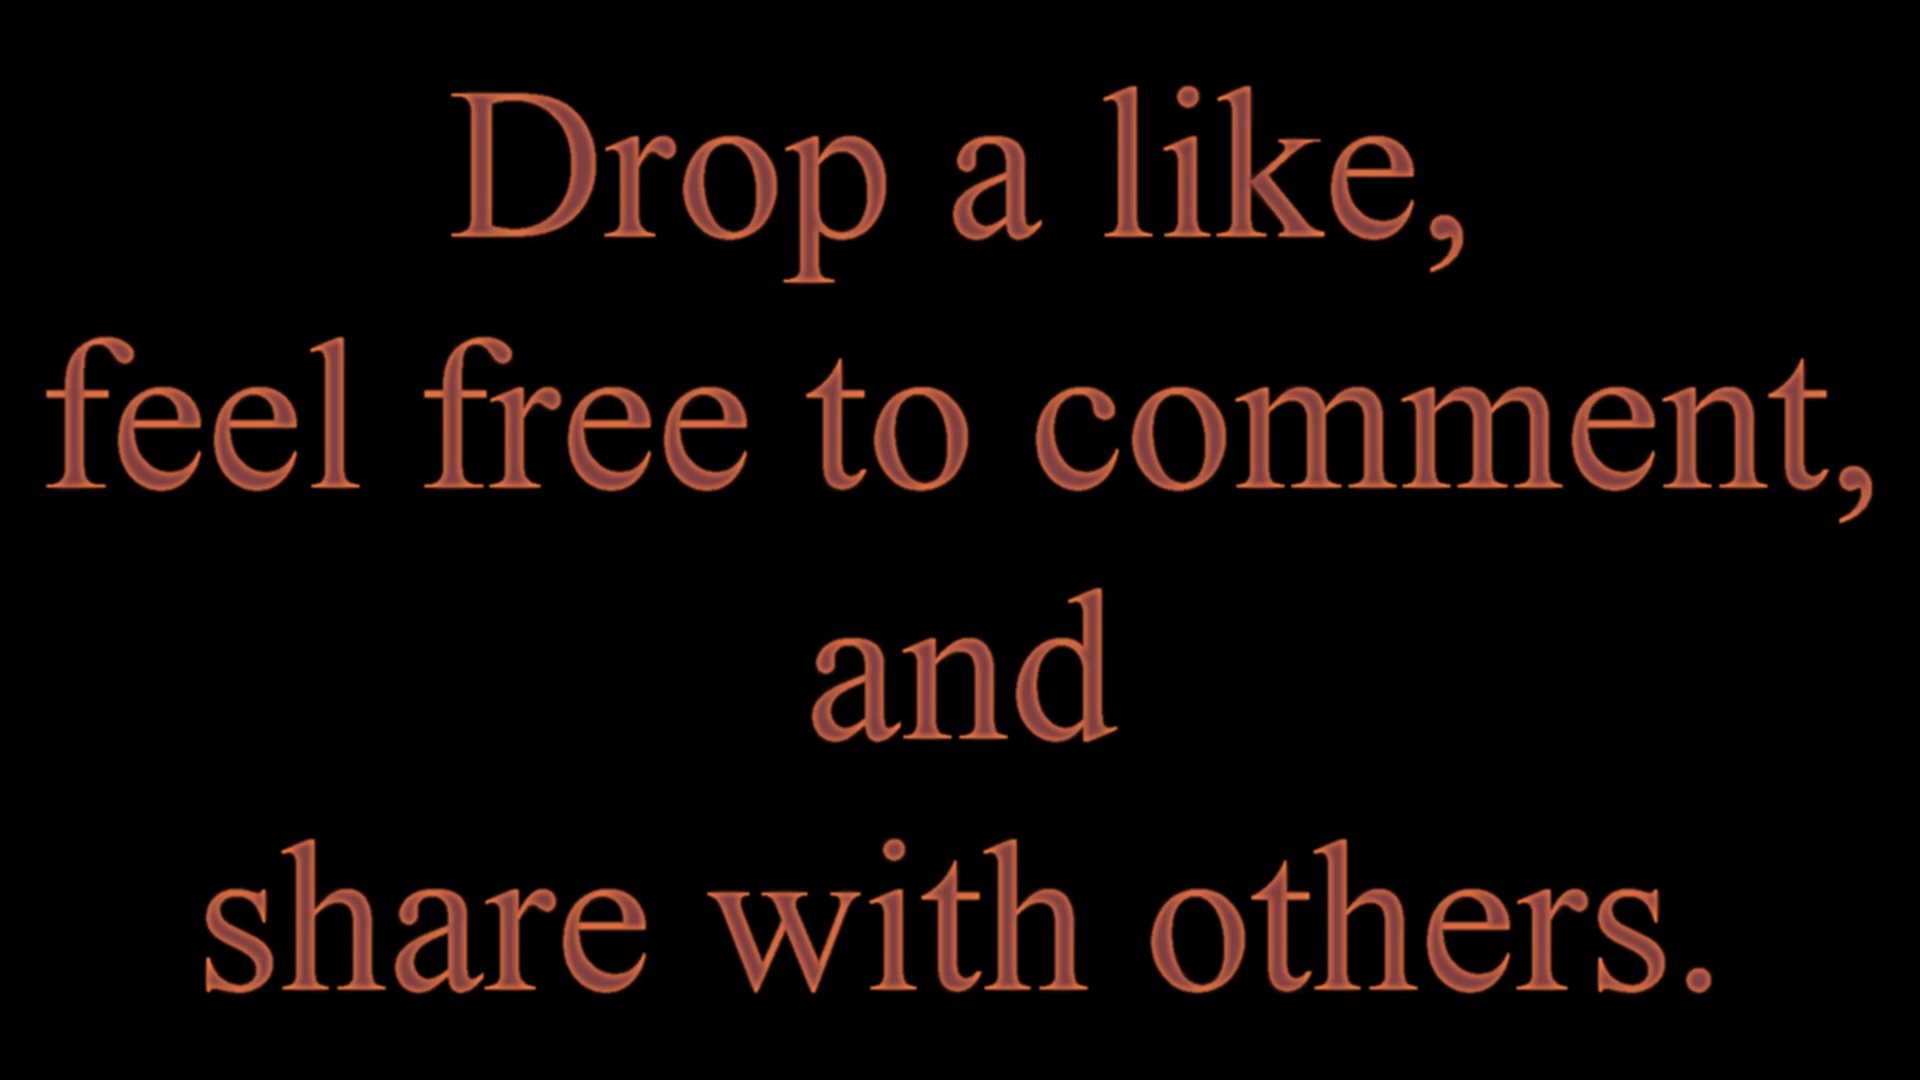 Drop a like,
feel free to comment,
and
share with others.